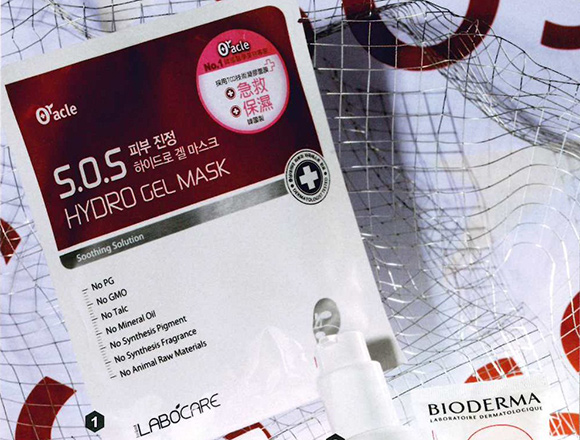 Oracle
Oracle
No.1
急救
保濕
S.O.S 피부 진정
하이드로 겔 마스크
HYDRO GEL MASK
Soothing Solution
No PG
No GMO
No Talc
No Mineral Oil
No Synthesis Pigment
No Synthesis Fragrance
No Animal Raw Materials
LABOCARE
1
BIODERMA
LABORATOIRE DERMATOLOGIQUE